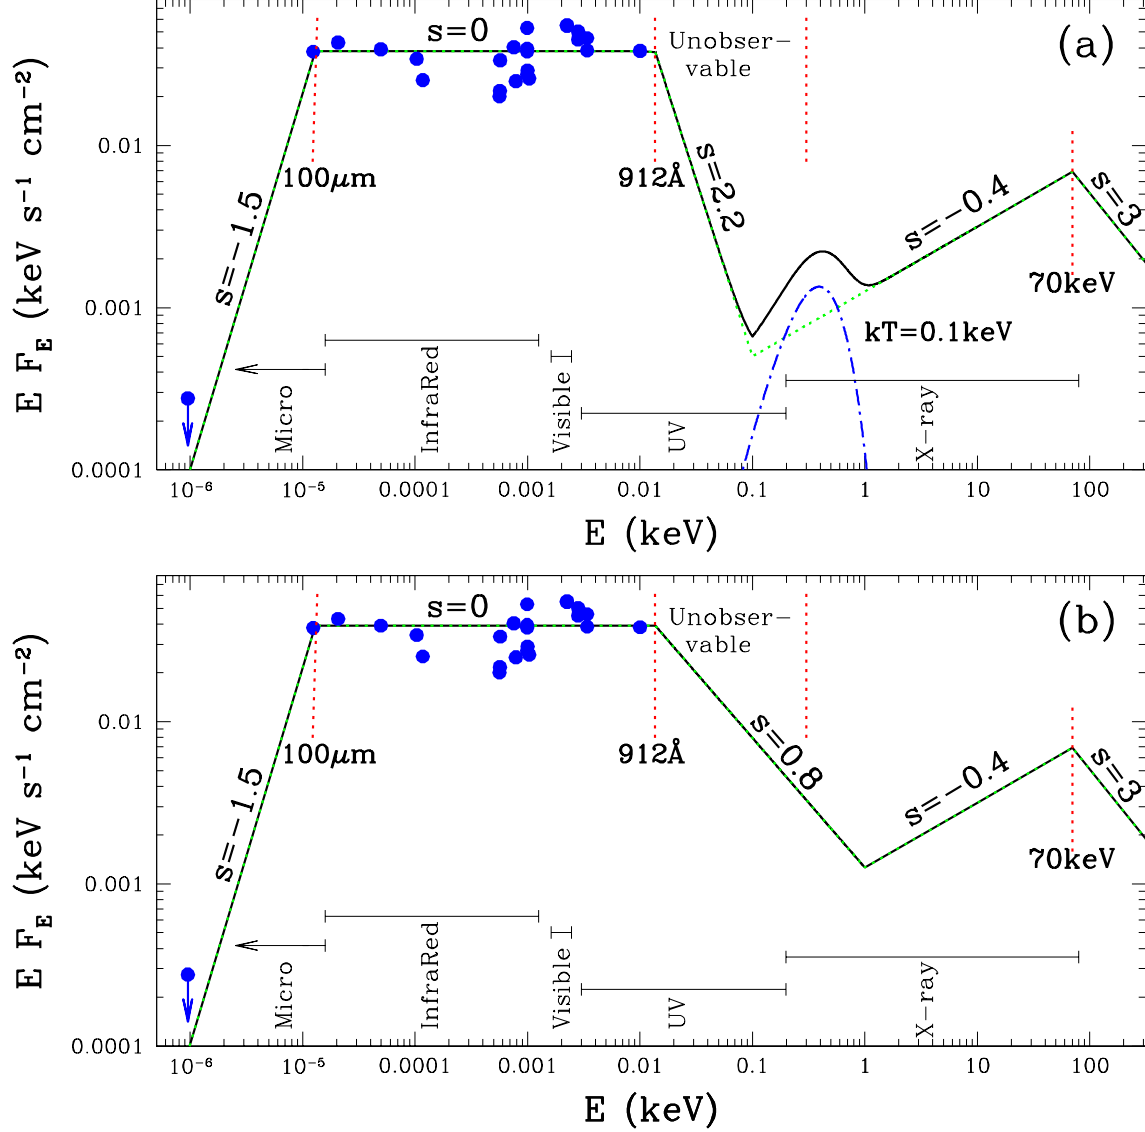 s=0
Unobser-
vable
(a)
0.01
0.001
0.0001
E F_E (keV s⁻¹ cm⁻²)
s=−1.5
100μm
912Å
s=2.2
s=−0.4
s=3
70keV
kT=0.1keV
Micro
InfraRed
Visible
UV
X−ray
10⁻⁶
10⁻⁵
0.0001
0.001
0.01
0.1
1
10
100
E (keV)
s=0
Unobser-
vable
(b)
0.01
0.001
0.0001
E F_E (keV s⁻¹ cm⁻²)
s=−1.5
100μm
912Å
s=0.8
s=−0.4
s=3
70keV
Micro
InfraRed
Visible
UV
X−ray
10⁻⁶
10⁻⁵
0.0001
0.001
0.01
0.1
1
10
100
E (keV)